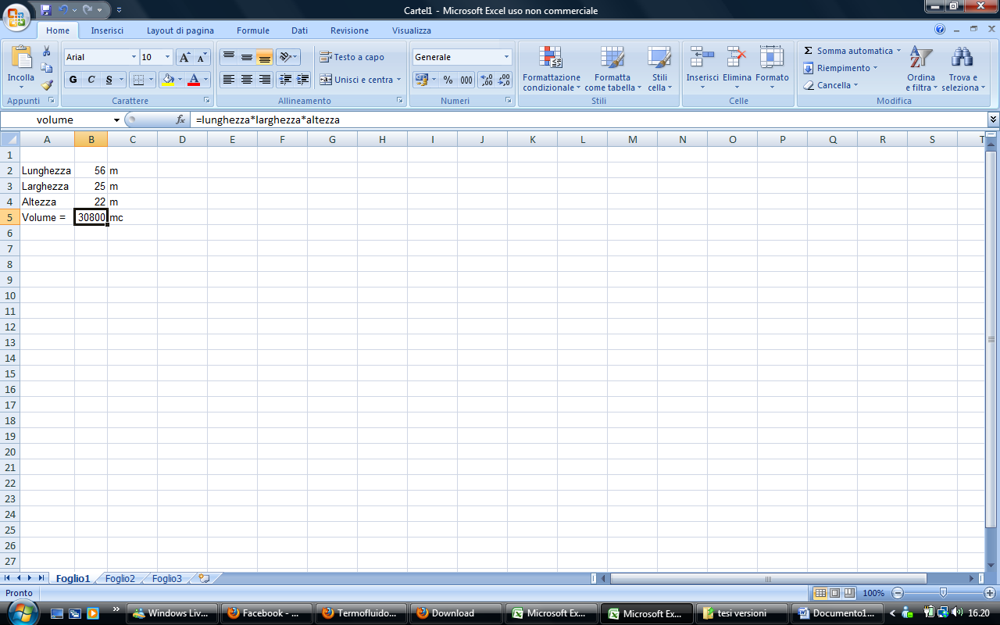 Cartel1 - Microsoft Excel uso non commerciale
Home Inserisci Layout di pagina Formule Dati Revisione Visualizza
Incolla
Appunti
Arial 10
G C S
Carattere
Testo a capo
Unisci e centra
Allineamento
Generale
% 000 ,00 ,00
Numeri
Formattazione condizionale
Formatta come tabella
Stili cella
Stili
Inserisci Elimina Formato
Celle
Σ Somma automatica
Riempimento
Cancella
Ordina e filtra
Trova e seleziona
Modifica
volume fx =lunghezza*larghezza*altezza
A B C D E F G H I J K L M N O P Q R S T
1
2 Lunghezza 56 m
3 Larghezza 25 m
4 Altezza 22 m
5 Volume = 30800 mc
6
7
8
9
10
11
12
13
14
15
16
17
18
19
20
21
22
23
24
25
26
27
Foglio1 Foglio2 Foglio3
Pronto 100%
Windows Liv... Facebook - ... Termofluido... Download Microsoft Ex... Microsoft Ex... tesi versioni Documento1... 16.20